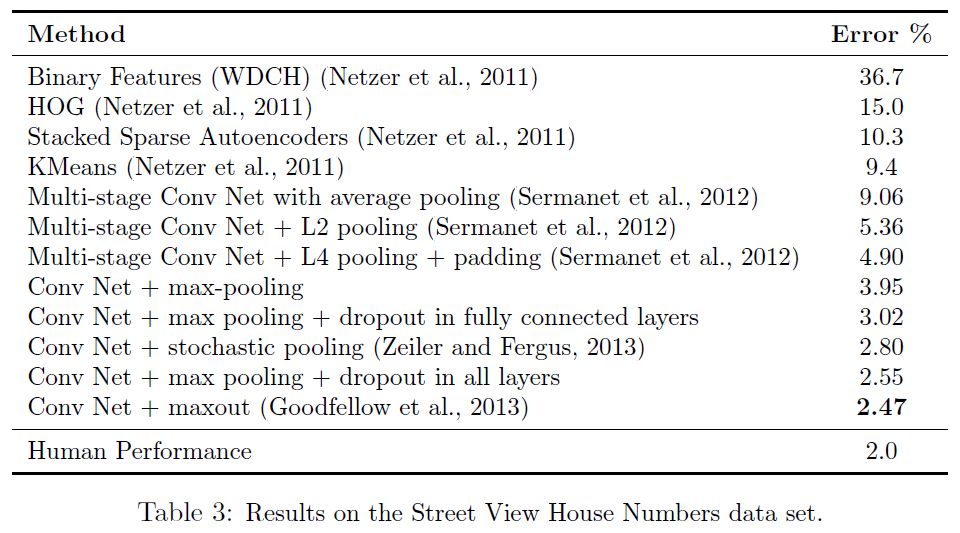 Method Error %
Binary Features (WDCH) (Netzer et al., 2011) 36.7
HOG (Netzer et al., 2011) 15.0
Stacked Sparse Autoencoders (Netzer et al., 2011) 10.3
KMeans (Netzer et al., 2011) 9.4
Multi-stage Conv Net with average pooling (Sermanet et al., 2012) 9.06
Multi-stage Conv Net + L2 pooling (Sermanet et al., 2012) 5.36
Multi-stage Conv Net + L4 pooling + padding (Sermanet et al., 2012) 4.90
Conv Net + max-pooling 3.95
Conv Net + max pooling + dropout in fully connected layers 3.02
Conv Net + stochastic pooling (Zeiler and Fergus, 2013) 2.80
Conv Net + max pooling + dropout in all layers 2.55
Conv Net + maxout (Goodfellow et al., 2013) 2.47
Human Performance 2.0
Table 3: Results on the Street View House Numbers data set.